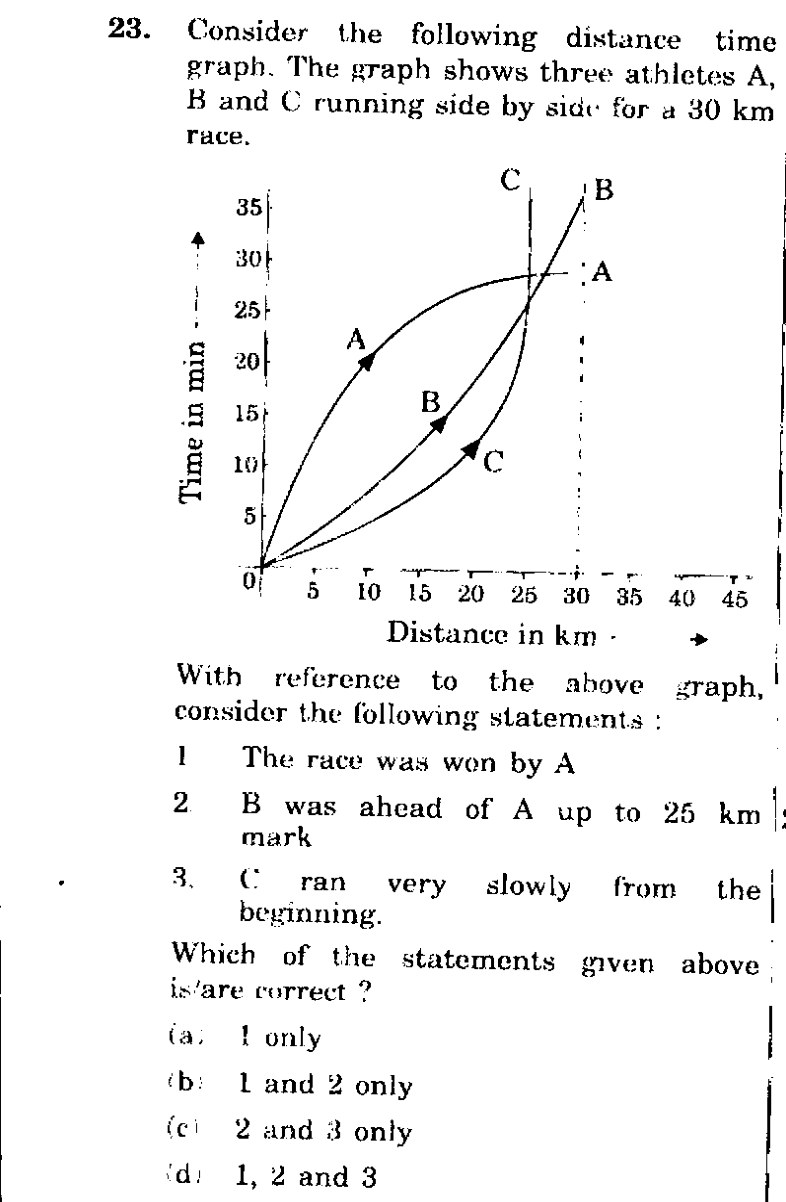 23. Consider the following distance time
graph. The graph shows three athletes A,
B and C running side by side for a 30 km
race.
C
B
35
30
A
25
A
20
B
15
C
10
5
0
5 10 15 20 25 30 35 40 45
Time in min
Distance in km
With reference to the above graph,
consider the following statements :
1 The race was won by A
2 B was ahead of A up to 25 km
mark
3. C ran very slowly from the
beginning.
Which of the statements given above
is/are correct ?
(a) 1 only
(b) 1 and 2 only
(c) 2 and 3 only
(d) 1, 2 and 3